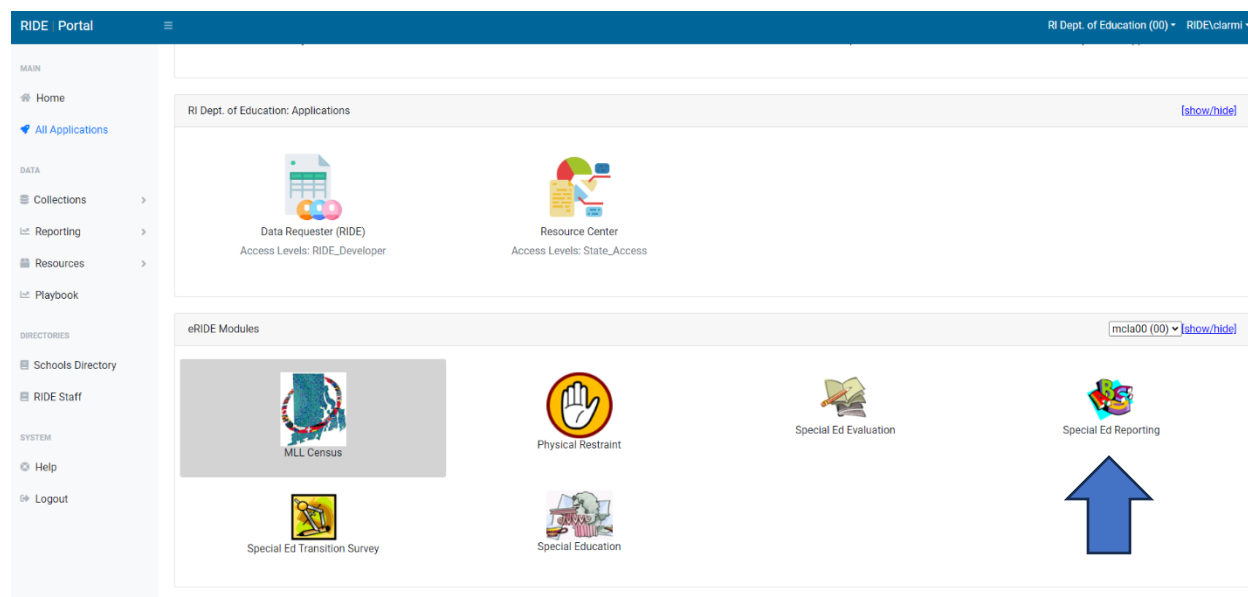 RIDE | Portal
RI Dept. of Education (00)
RIDE\clarmi
MAIN
Home
All Applications
DATA
Collections
Reporting
Resources
Playbook
DIRECTORIES
Schools Directory
RIDE Staff
SYSTEM
Help
Logout
RI Dept. of Education: Applications
[show/hide]
Data Requester (RIDE)
Access Levels: RIDE_Developer
Resource Center
Access Levels: State_Access
eRIDE Modules
mcla00 (00)
[show/hide]
MLL Census
Physical Restraint
Special Ed Evaluation
Special Ed Reporting
Special Ed Transition Survey
Special Education